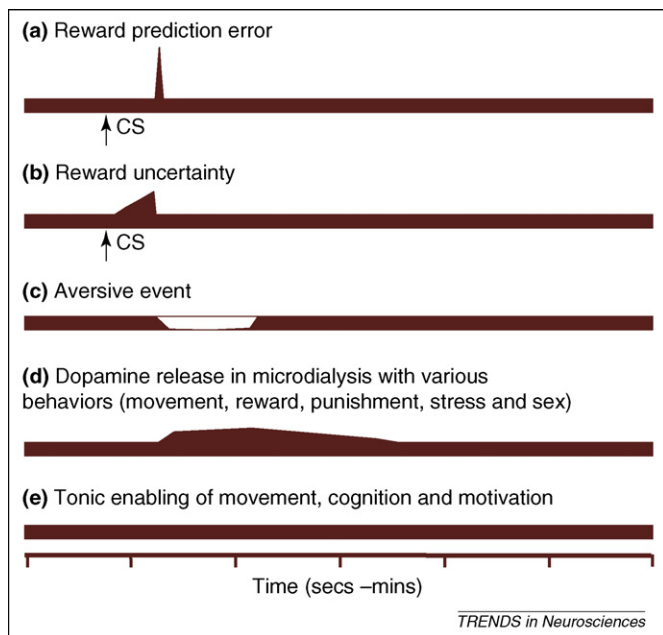 (a) Reward prediction error
CS
(b) Reward uncertainty
CS
(c) Aversive event
(d) Dopamine release in microdialysis with various
behaviors (movement, reward, punishment, stress and sex)
(e) Tonic enabling of movement, cognition and motivation
Time (secs –mins)
TRENDS in Neurosciences